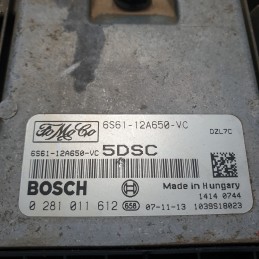 FoMoCo 6S61-12A650-VC
DZL7C
6S61-12A650-VC 5DSC
BOSCH Made in Hungary
1414 0744
0 281 011 612 658 07-11-13 1039S18023